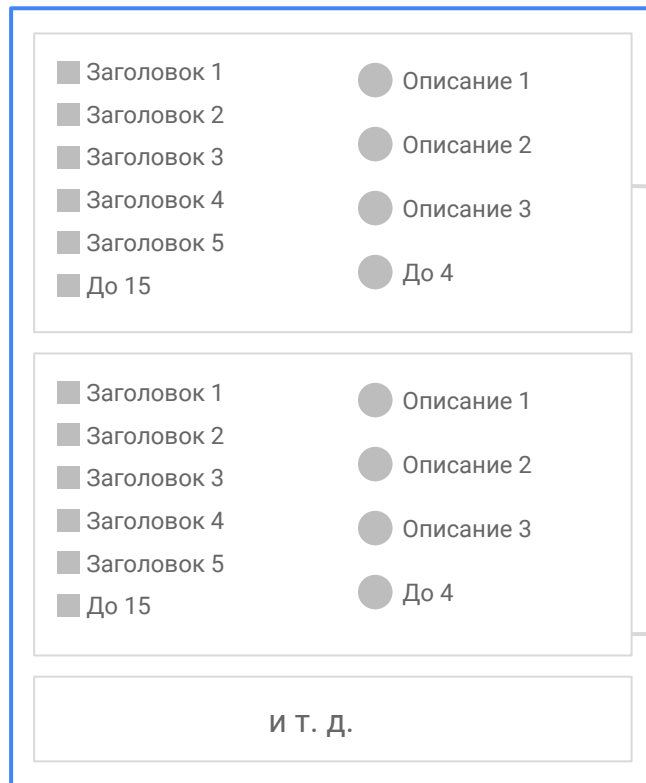 Заголовок 1
Заголовок 2
Заголовок 3
Заголовок 4
Заголовок 5
До 15
Описание 1
Описание 2
Описание 3
До 4
Заголовок 1
Заголовок 2
Заголовок 3
Заголовок 4
Заголовок 5
До 15
Описание 1
Описание 2
Описание 3
До 4
и т. д.